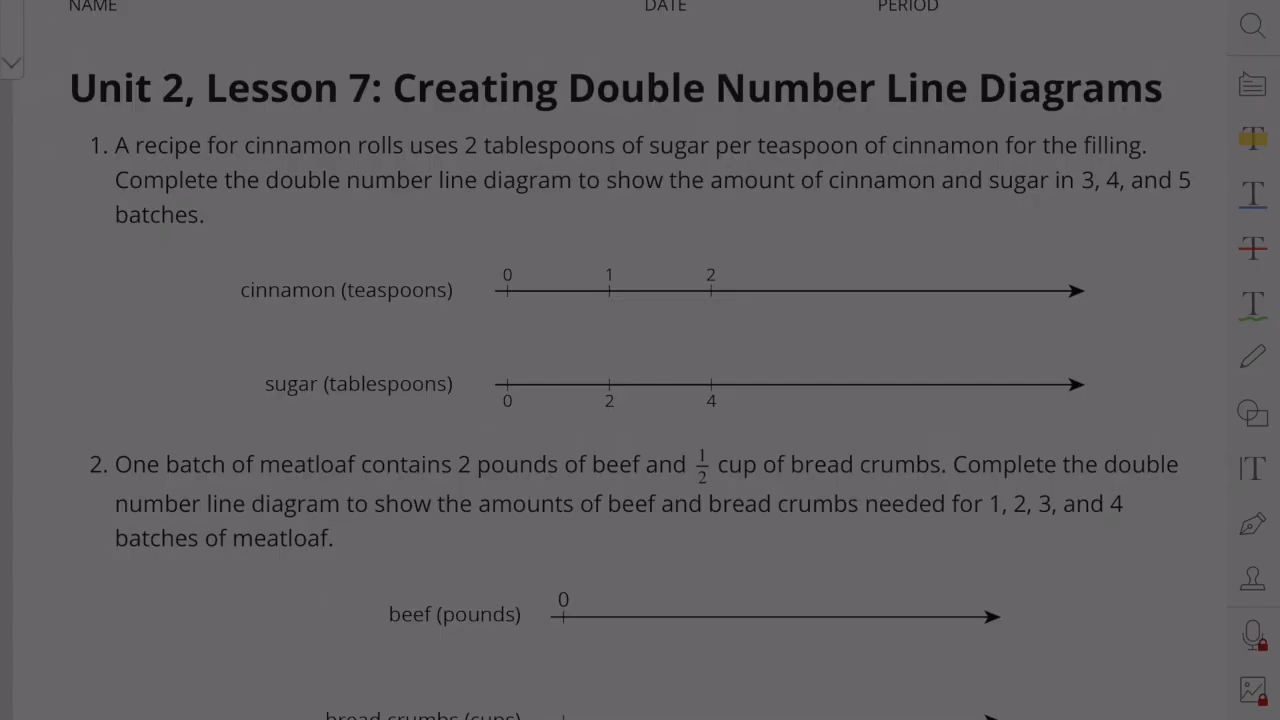 NAME DATE PERIOD
Unit 2, Lesson 7: Creating Double Number Line Diagrams
1. A recipe for cinnamon rolls uses 2 tablespoons of sugar per teaspoon of cinnamon for the filling.
Complete the double number line diagram to show the amount of cinnamon and sugar in 3, 4, and 5
batches.
0 1 2
cinnamon (teaspoons)
sugar (tablespoons)
0 2 4
2. One batch of meatloaf contains 2 pounds of beef and 1/2 cup of bread crumbs. Complete the double
number line diagram to show the amounts of beef and bread crumbs needed for 1, 2, 3, and 4
batches of meatloaf.
0
beef (pounds)
bread crumbs (cups)